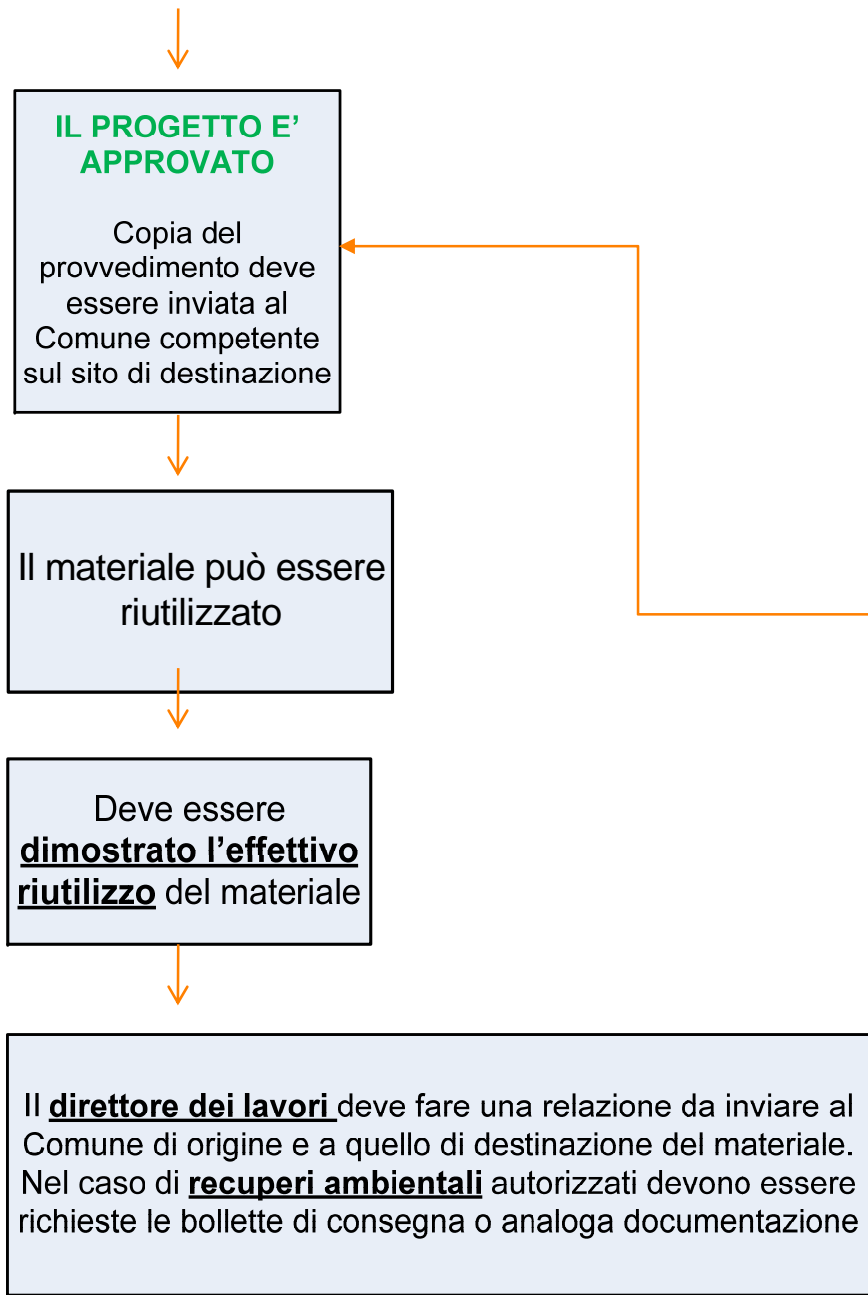 IL PROGETTO E’
APPROVATO
Copia del
provvedimento deve
essere inviata al
Comune competente
sul sito di destinazione
Il materiale può essere
riutilizzato
Deve essere
dimostrato l’effettivo
riutilizzo del materiale
Il direttore dei lavori deve fare una relazione da inviare al
Comune di origine e a quello di destinazione del materiale.
Nel caso di recuperi ambientali autorizzati devono essere
richieste le bollette di consegna o analoga documentazione